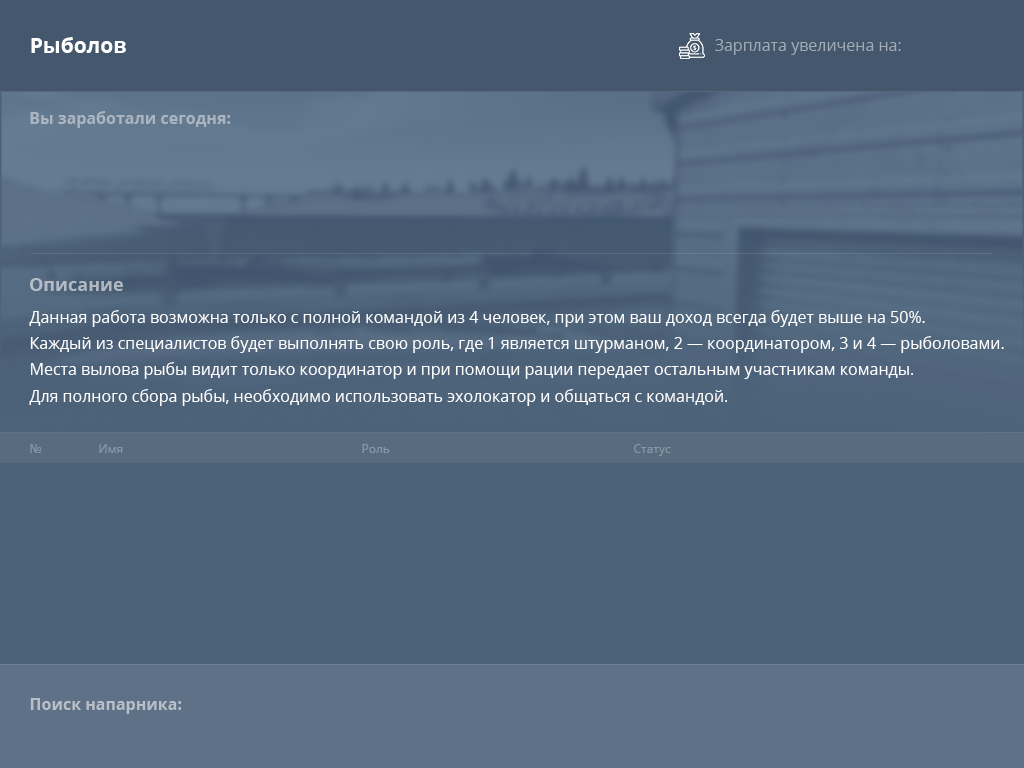 Рыболов
Зарплата увеличена на:
Вы заработали сегодня:
Описание
Данная работа возможна только с полной командой из 4 человек, при этом ваш доход всегда будет выше на 50%.
Каждый из специалистов будет выполнять свою роль, где 1 является штурманом, 2 — координатором, 3 и 4 — рыболовами.
Места вылова рыбы видит только координатор и при помощи рации передает остальным участникам команды.
Для полного сбора рыбы, необходимо использовать эхолокатор и общаться с командой.
№ Имя Роль Статус
Поиск напарника: